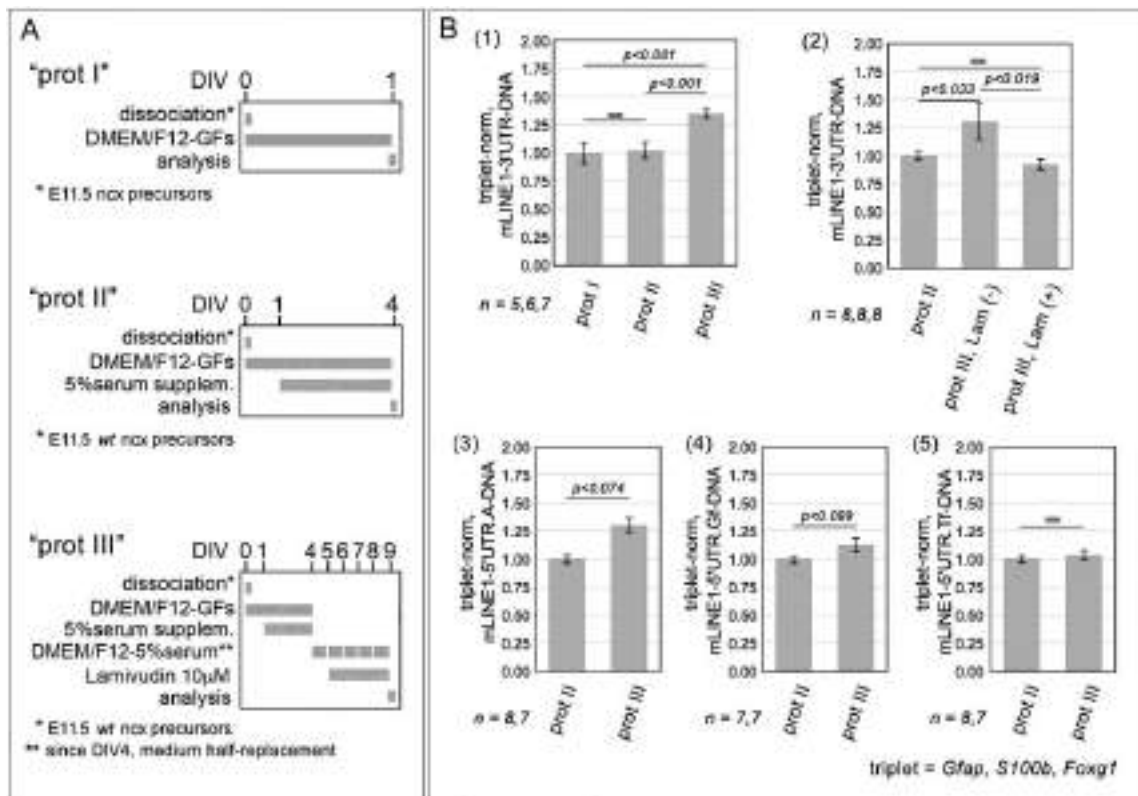 A
"prot I"
DIV 0 1
dissociation*
DMEM/F12-GFs
analysis
* E11.5 ncx precursors
"prot II"
DIV 0 1 4
dissociation*
DMEM/F12-GFs
5%serum supplem.
analysis
* E11.5 wt ncx precursors
"prot III"
DIV 0 1 4 5 6 7 8 9
dissociation*
DMEM/F12-GFs
5%serum supplem.
DMEM/F12-5%serum**
Lamivudin 10µM
analysis
* E11.5 wt ncx precursors.
** since DIV4, medium half-replacement
B
(1)
triplet-norm,
mLINE1-3'UTR-DNA
2.00
1.75
1.50
1.25
1.00
0.75
0.50
0.25
0.00
p<0.001
p<0.001
n = 5,6,7
prot I
prot II
prot III
(2)
triplet-norm,
mLINE1-3'UTR-DNA
2.00
1.75
1.50
1.25
1.00
0.75
0.50
0.25
0.00
p<0.033
p<0.019
n = 8,8,8
prot II
prot III, Lam (-)
prot III, Lam (+)
(3)
triplet-norm,
mLINE1-5'UTR.A-DNA
2.00
1.75
1.50
1.25
1.00
0.75
0.50
0.25
0.00
p<0.074
n = 8,7
prot II
prot III
(4)
triplet-norm,
mLINE1-5'UTR.Gf-DNA
2.00
1.75
1.50
1.25
1.00
0.75
0.50
0.25
0.00
n = 7,7
prot II
prot III
(5)
triplet-norm,
mLINE1-5'UTR.Tf-DNA
2.00
1.75
1.50
1.25
1.00
0.75
0.50
0.25
0.00
n = 8,7
prot II
prot III
triplet = Gfap, S100b, Foxg1